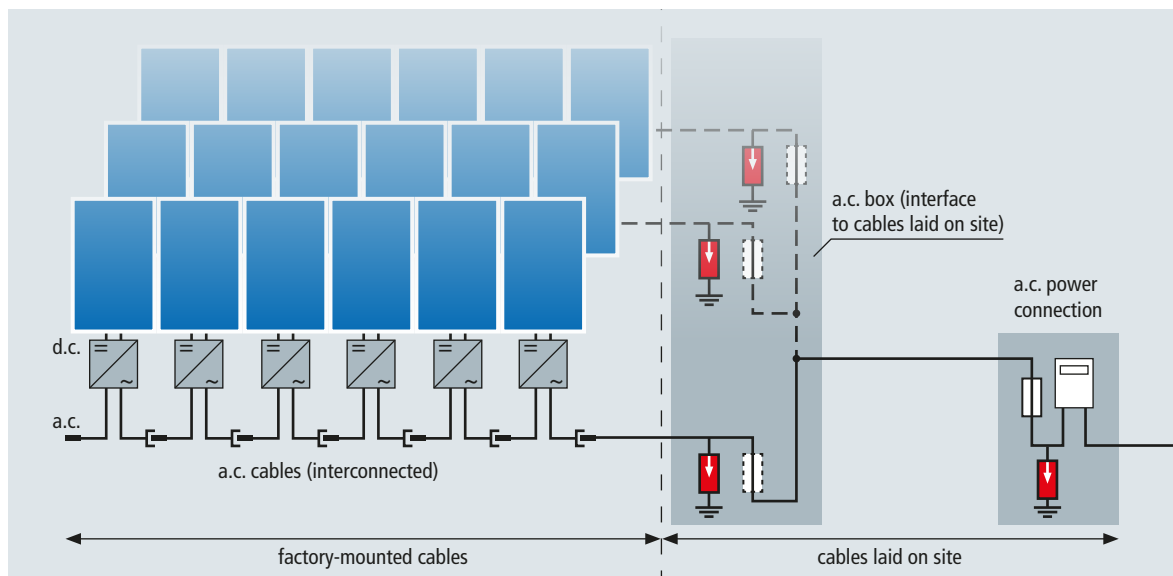 a.c. box (interface
to cables laid on site)
a.c. power
connection
d.c.
a.c.
a.c. cables (interconnected)
factory-mounted cables
cables laid on site